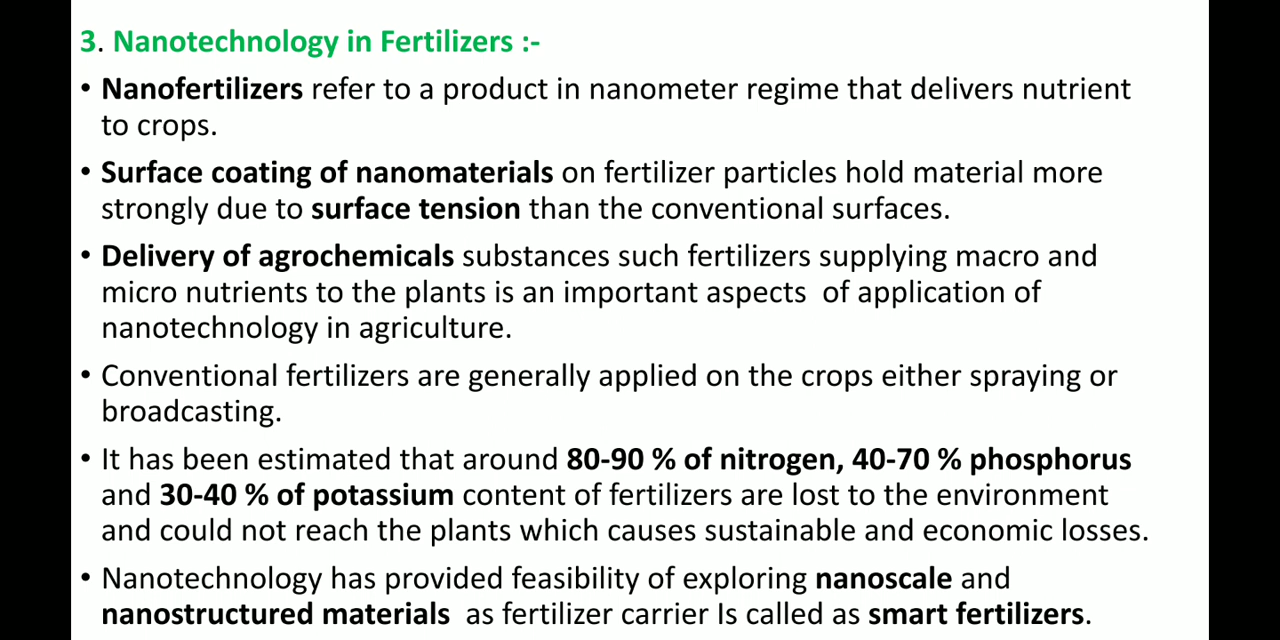 3. Nanotechnology in Fertilizers :-
• Nanofertilizers refer to a product in nanometer regime that delivers nutrient
to crops.
• Surface coating of nanomaterials on fertilizer particles hold material more
strongly due to surface tension than the conventional surfaces.
• Delivery of agrochemicals substances such fertilizers supplying macro and
micro nutrients to the plants is an important aspects of application of
nanotechnology in agriculture.
• Conventional fertilizers are generally applied on the crops either spraying or
broadcasting.
• It has been estimated that around 80-90 % of nitrogen, 40-70 % phosphorus
and 30-40 % of potassium content of fertilizers are lost to the environment
and could not reach the plants which causes sustainable and economic losses.
• Nanotechnology has provided feasibility of exploring nanoscale and
nanostructured materials as fertilizer carrier Is called as smart fertilizers.